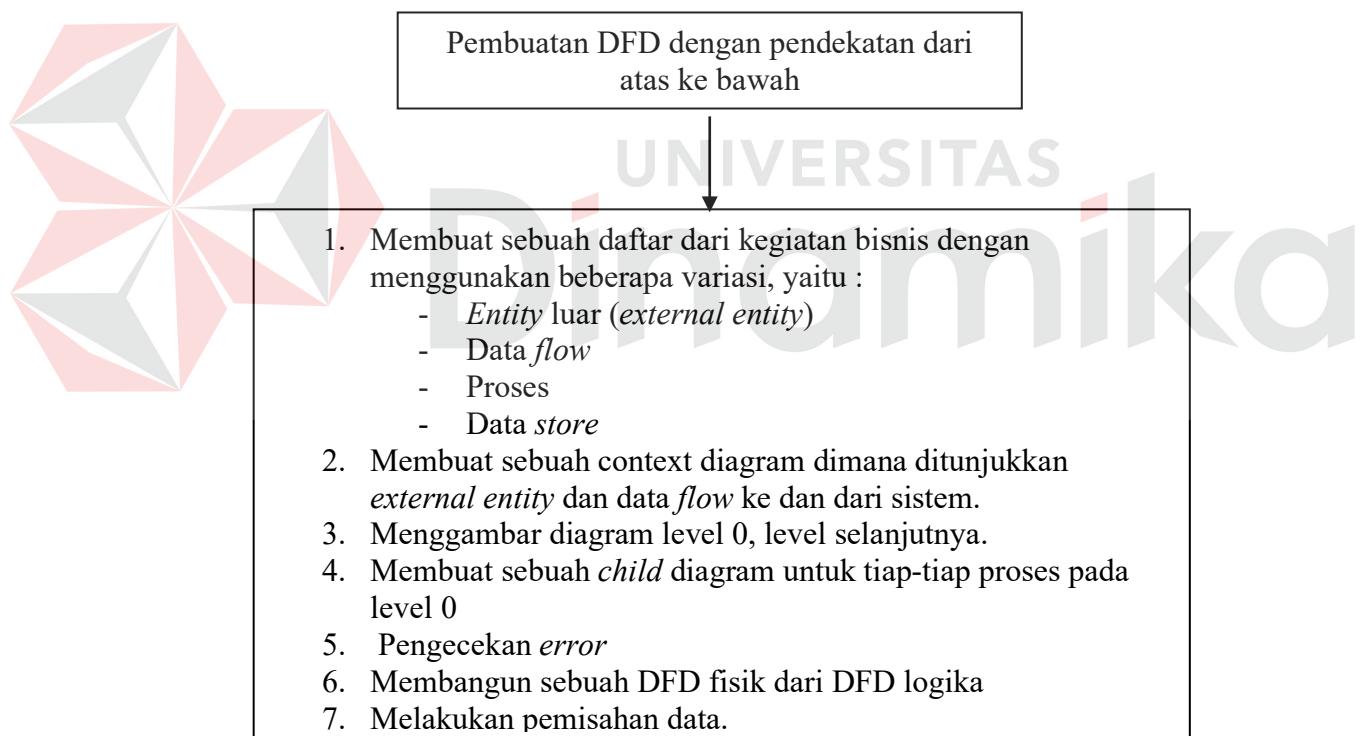 Pembuatan DFD dengan pendekatan dari
atas ke bawah
UNIVERSITAS
Dinamika
1. Membuat sebuah daftar dari kegiatan bisnis dengan
menggunakan beberapa variasi, yaitu :
- Entity luar (external entity)
- Data flow
- Proses
- Data store
2. Membuat sebuah context diagram dimana ditunjukkan
external entity dan data flow ke dan dari sistem.
3. Menggambar diagram level 0, level selanjutnya.
4. Membuat sebuah child diagram untuk tiap-tiap proses pada
level 0
5. Pengecekan error
6. Membangun sebuah DFD fisik dari DFD logika
7. Melakukan pemisahan data.